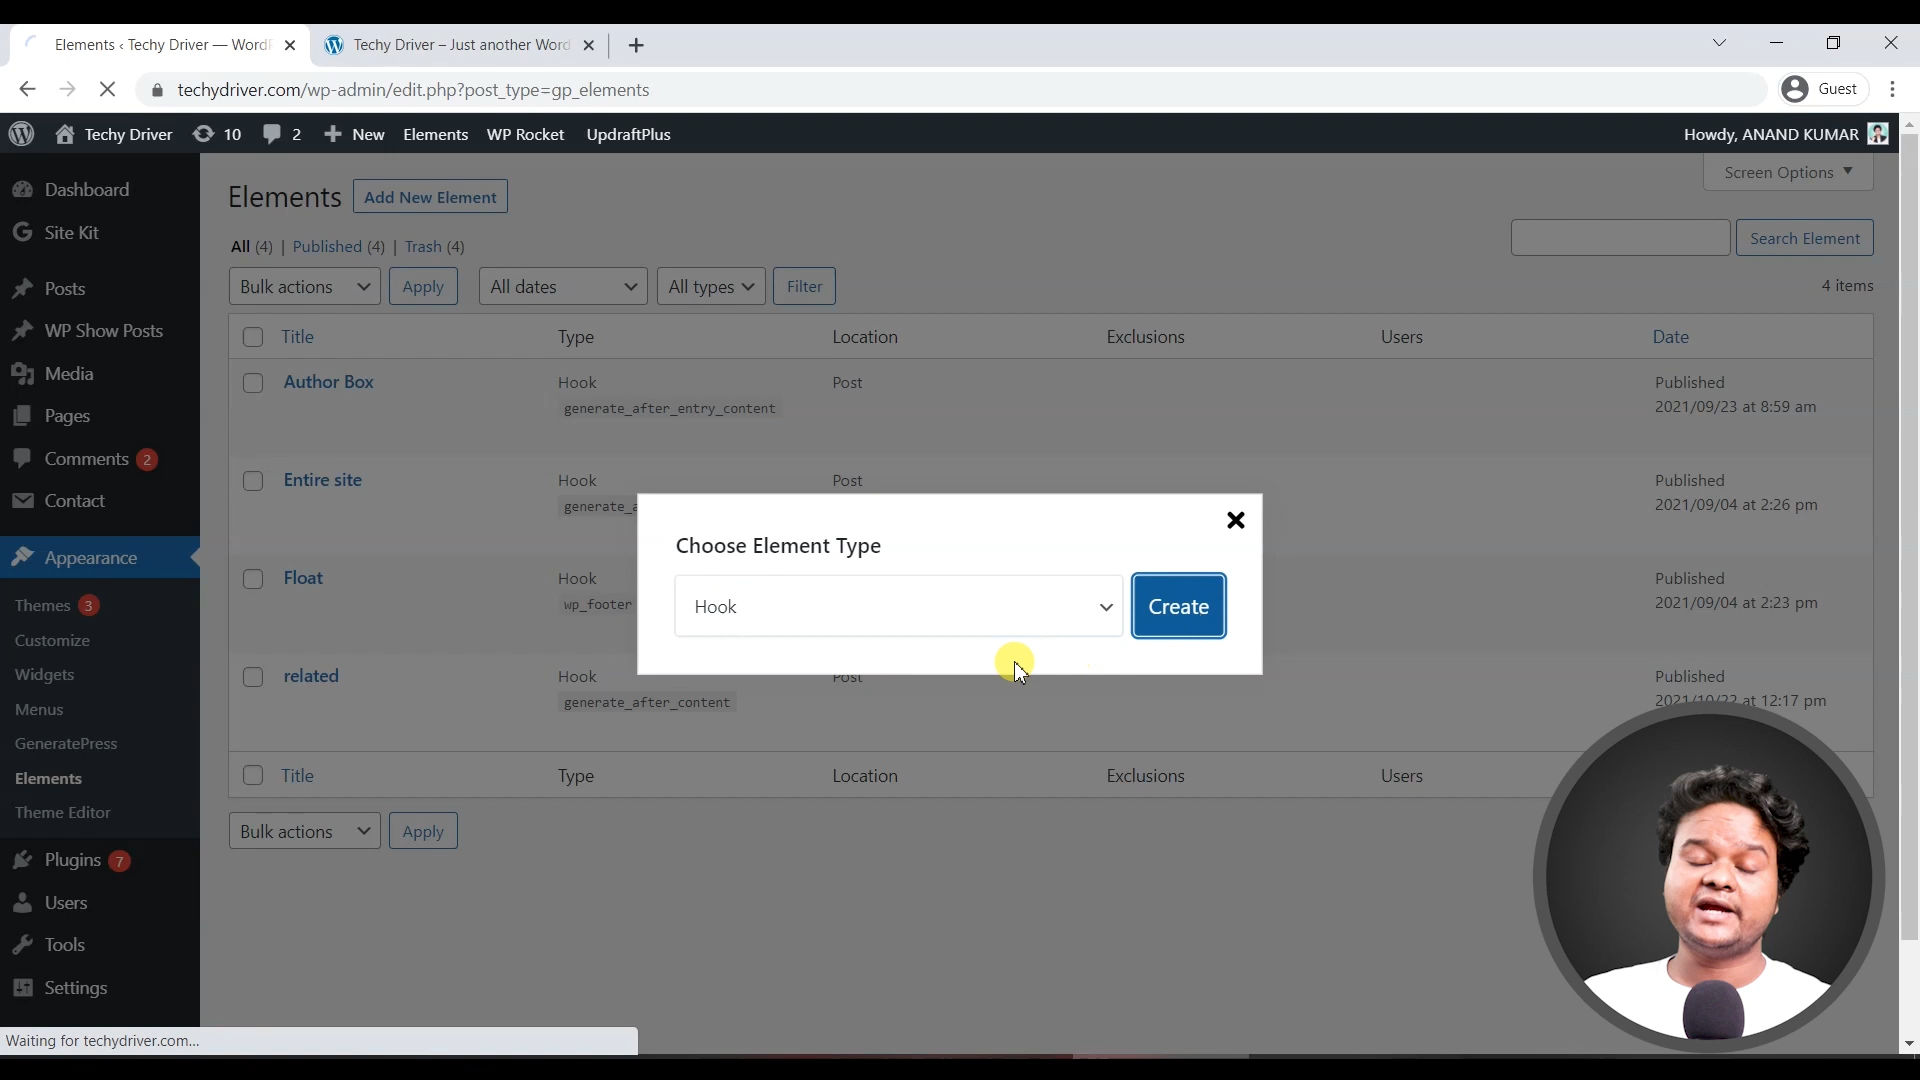 Elements ‹ Techy Driver — WordP
Techy Driver – Just another Word
techydriver.com/wp-admin/edit.php?post_type=gp_elements
Guest
Techy Driver 10 2 New Elements WP Rocket UpdraftPlus Howdy, ANAND KUMAR
Dashboard
Site Kit
Posts
WP Show Posts
Media
Pages
Comments 2
Contact
Appearance
Themes 3
Customize
Widgets
Menus
GeneratePress
Elements
Theme Editor
Plugins 7
Users
Tools
Settings
Screen Options
Elements Add New Element
Search Element
All (4) | Published (4) | Trash (4)
Bulk actions Apply All dates All types Filter 4 items
Title Type Location Exclusions Users Date
Author Box Hook Post Published
generate_after_entry_content 2021/09/23 at 8:59 am
Entire site Hook Post Published
generate_a 2021/09/04 at 2:26 pm
Choose Element Type
Hook Create
Float Hook Published
wp_footer 2021/09/04 at 2:23 pm
related Hook Post Published
generate_after_content 2021/10/22 at 12:17 pm
Title Type Location Exclusions Users
Bulk actions Apply
Waiting for techydriver.com...